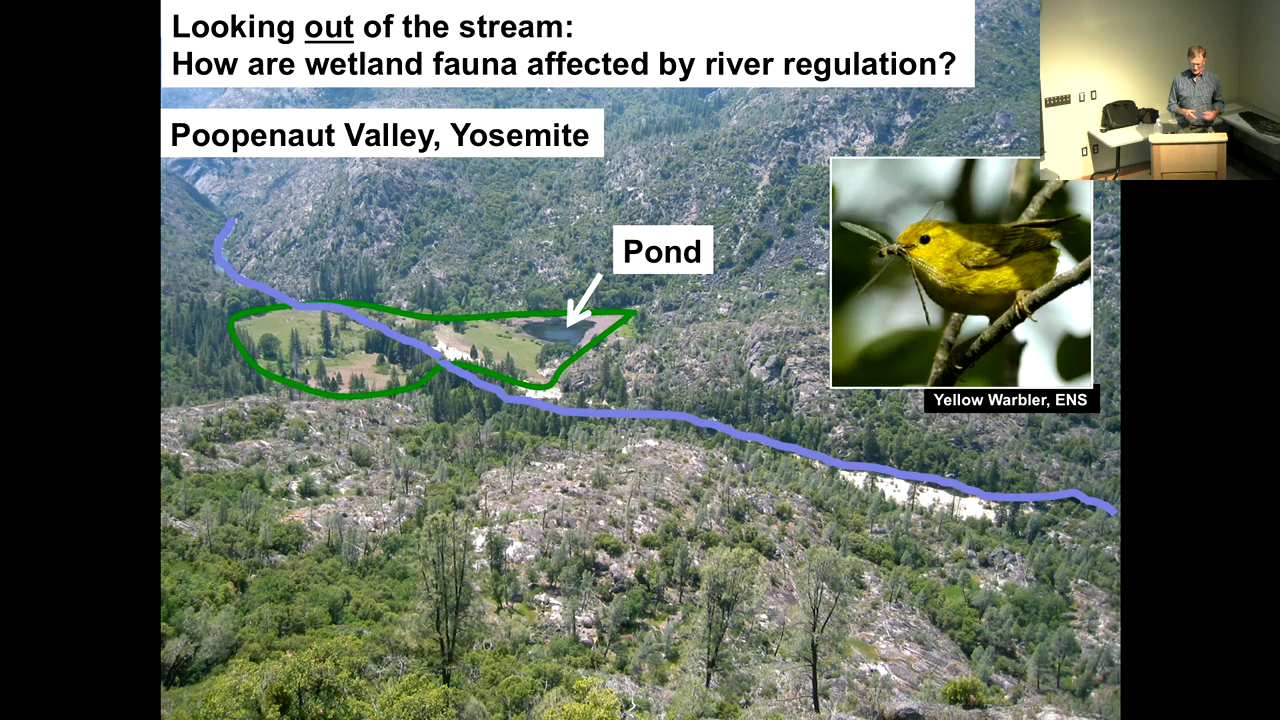 Looking out of the stream:
How are wetland fauna affected by river regulation?
Poopenaut Valley, Yosemite
Pond
Yellow Warbler, ENS